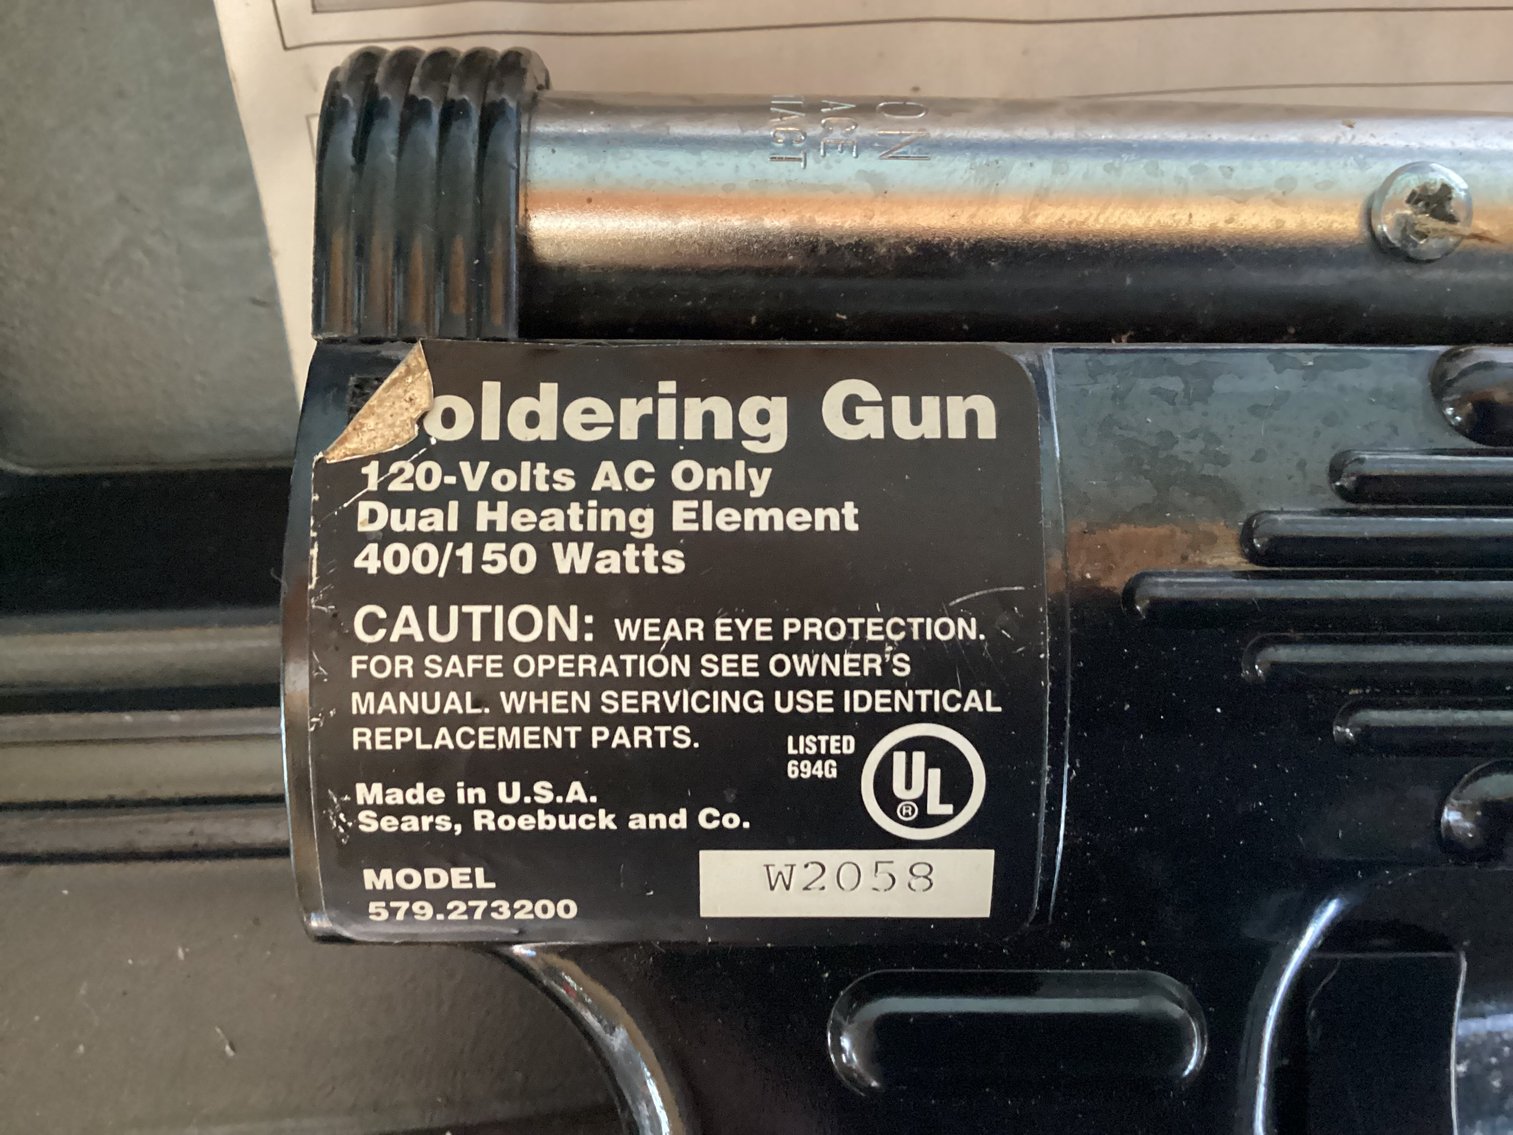 ON
oldering Gun
120-Volts AC Only
Dual Heating Element
400/150 Watts
CAUTION: WEAR EYE PROTECTION.
FOR SAFE OPERATION SEE OWNER'S
MANUAL. WHEN SERVICING USE IDENTICAL
REPLACEMENT PARTS.
LISTED
694G
UL
®
Made in U.S.A.
Sears, Roebuck and Co.
MODEL
579.273200
W2058